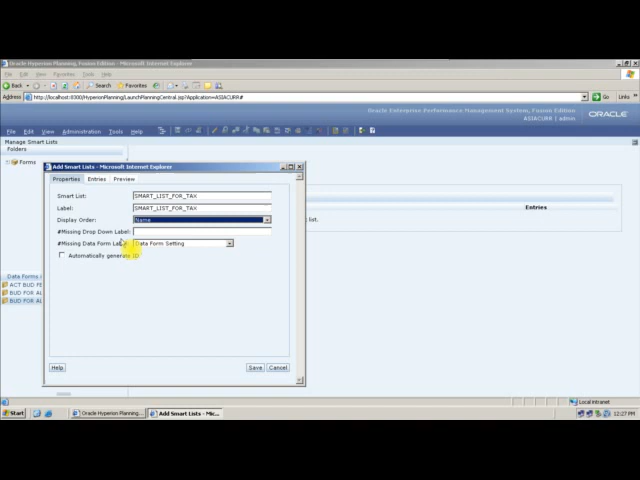 Oracle Hyperion Planning, Fusion Edition - Microsoft Internet Explorer
File Edit View Favorites Tools Help
Back Search Favorites
Address http://localhost:8300/HyperionPlanning/LaunchPlanningCentral.jsp?Application=ASIACURR# Go Links
Oracle Enterprise Performance Management System, Fusion Edition
ASIACURR | admin
ORACLE
File Edit View Administration Tools Help
Manage Smart Lists
Folders
Forms
Add Smart Lists - Microsoft Internet Explorer
Properties Entries Preview
Smart List: SMART_LIST_FOR_TAX
Label: SMART_LIST_FOR_TAX
Display Order: Name
#Missing Drop Down Label:
#Missing Data Form Label: Data Form Setting
Automatically generate ID
Help Save Cancel
Entries
list.
Data Forms
ACT BUD FE
BUD FOR AL
BUD FOR AL
Local intranet
Start Oracle Hyperion Planning... Add Smart Lists - Mic... 12:27 PM